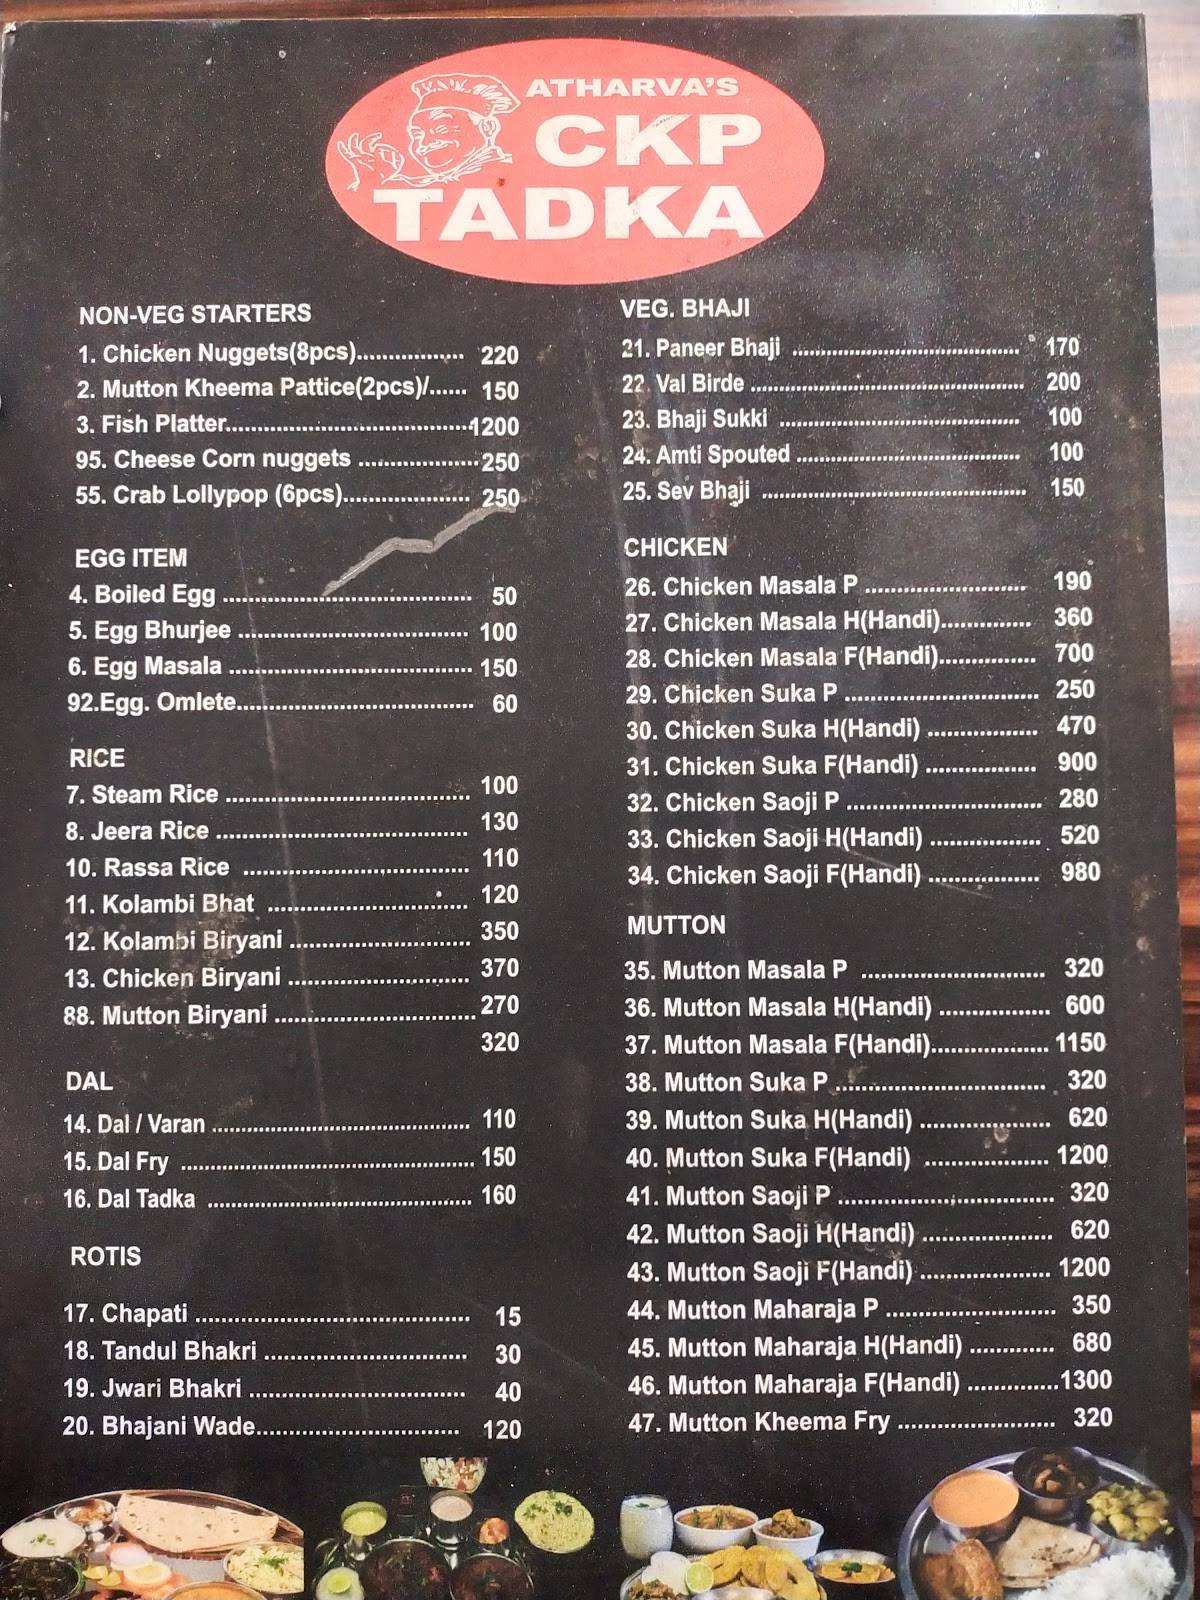 ATHARVA'S
CKP
TADKA
NON-VEG STARTERS
1. Chicken Nuggets(8pcs)................ 220
2. Mutton Kheema Pattice(2pcs)/...... 150
3. Fish Platter.......................................1200
95. Cheese Corn nuggets ...................250
55. Crab Lollypop (6pcs).................... 250
EGG ITEM
4. Boiled Egg ....................................... 50
5. Egg Bhurjee .................................... 100
6. Egg Masala ...................................... 150
92.Egg. Omlete..................................... 60
RICE
7. Steam Rice ....................................... 100
8. Jeera Rice ........................................ 130
10. Rassa Rice .................................... 110
11. Kolambi Bhat ................................ 120
12. Kolambi Biryani ............................ 350
13. Chicken Biryani ............................ 370
88. Mutton Biryani ............................... 270
320
DAL
14. Dal / Varan ........................................... 110
15. Dal Fry ................................................. 150
16. Dal Tadka ............................................ 160
ROTIS
17. Chapati ........................................... 15
18. Tandul Bhakri ................................ 30
19. Jwari Bhakri .................................. 40
20. Bhajani Wade................................ 120
VEG. BHAJI
21. Paneer Bhaji ........................................ 170
22. Val Birde ............................................... 200
23. Bhaji Sukki .......................................... 100
24. Amti Spouted ....................................... 100
25. Sev Bhaji .............................................. 150
CHICKEN
26. Chicken Masala P .......................... 190
27. Chicken Masala H(Handi).............. 360
28. Chicken Masala F(Handi)............... 700
29. Chicken Suka P ............................... 250
30. Chicken Suka H(Handi) .................. 470
31. Chicken Suka F(Handi) .................. 900
32. Chicken Saoji P ............................... 280
33. Chicken Saoji H(Handi) .................. 520
34. Chicken Saoji F(Handi) .................. 980
MUTTON
35. Mutton Masala P ............................. 320
36. Mutton Masala H(Handi) .................. 600
37. Mutton Masala F(Handi)................... 1150
38. Mutton Suka P .................................. 320
39. Mutton Suka H(Handi) ..................... 620
40. Mutton Suka F(Handi) .................... 1200
41. Mutton Saoji P ................................... 320
42. Mutton Saoji H(Handi) ..................... 620
43. Mutton Saoji F(Handi) ..................... 1200
44. Mutton Maharaja P ........................... 350
45. Mutton Maharaja H(Handi) .............. 680
46. Mutton Maharaja F(Handi) ...............1300
47. Mutton Kheema Fry ......................... 320